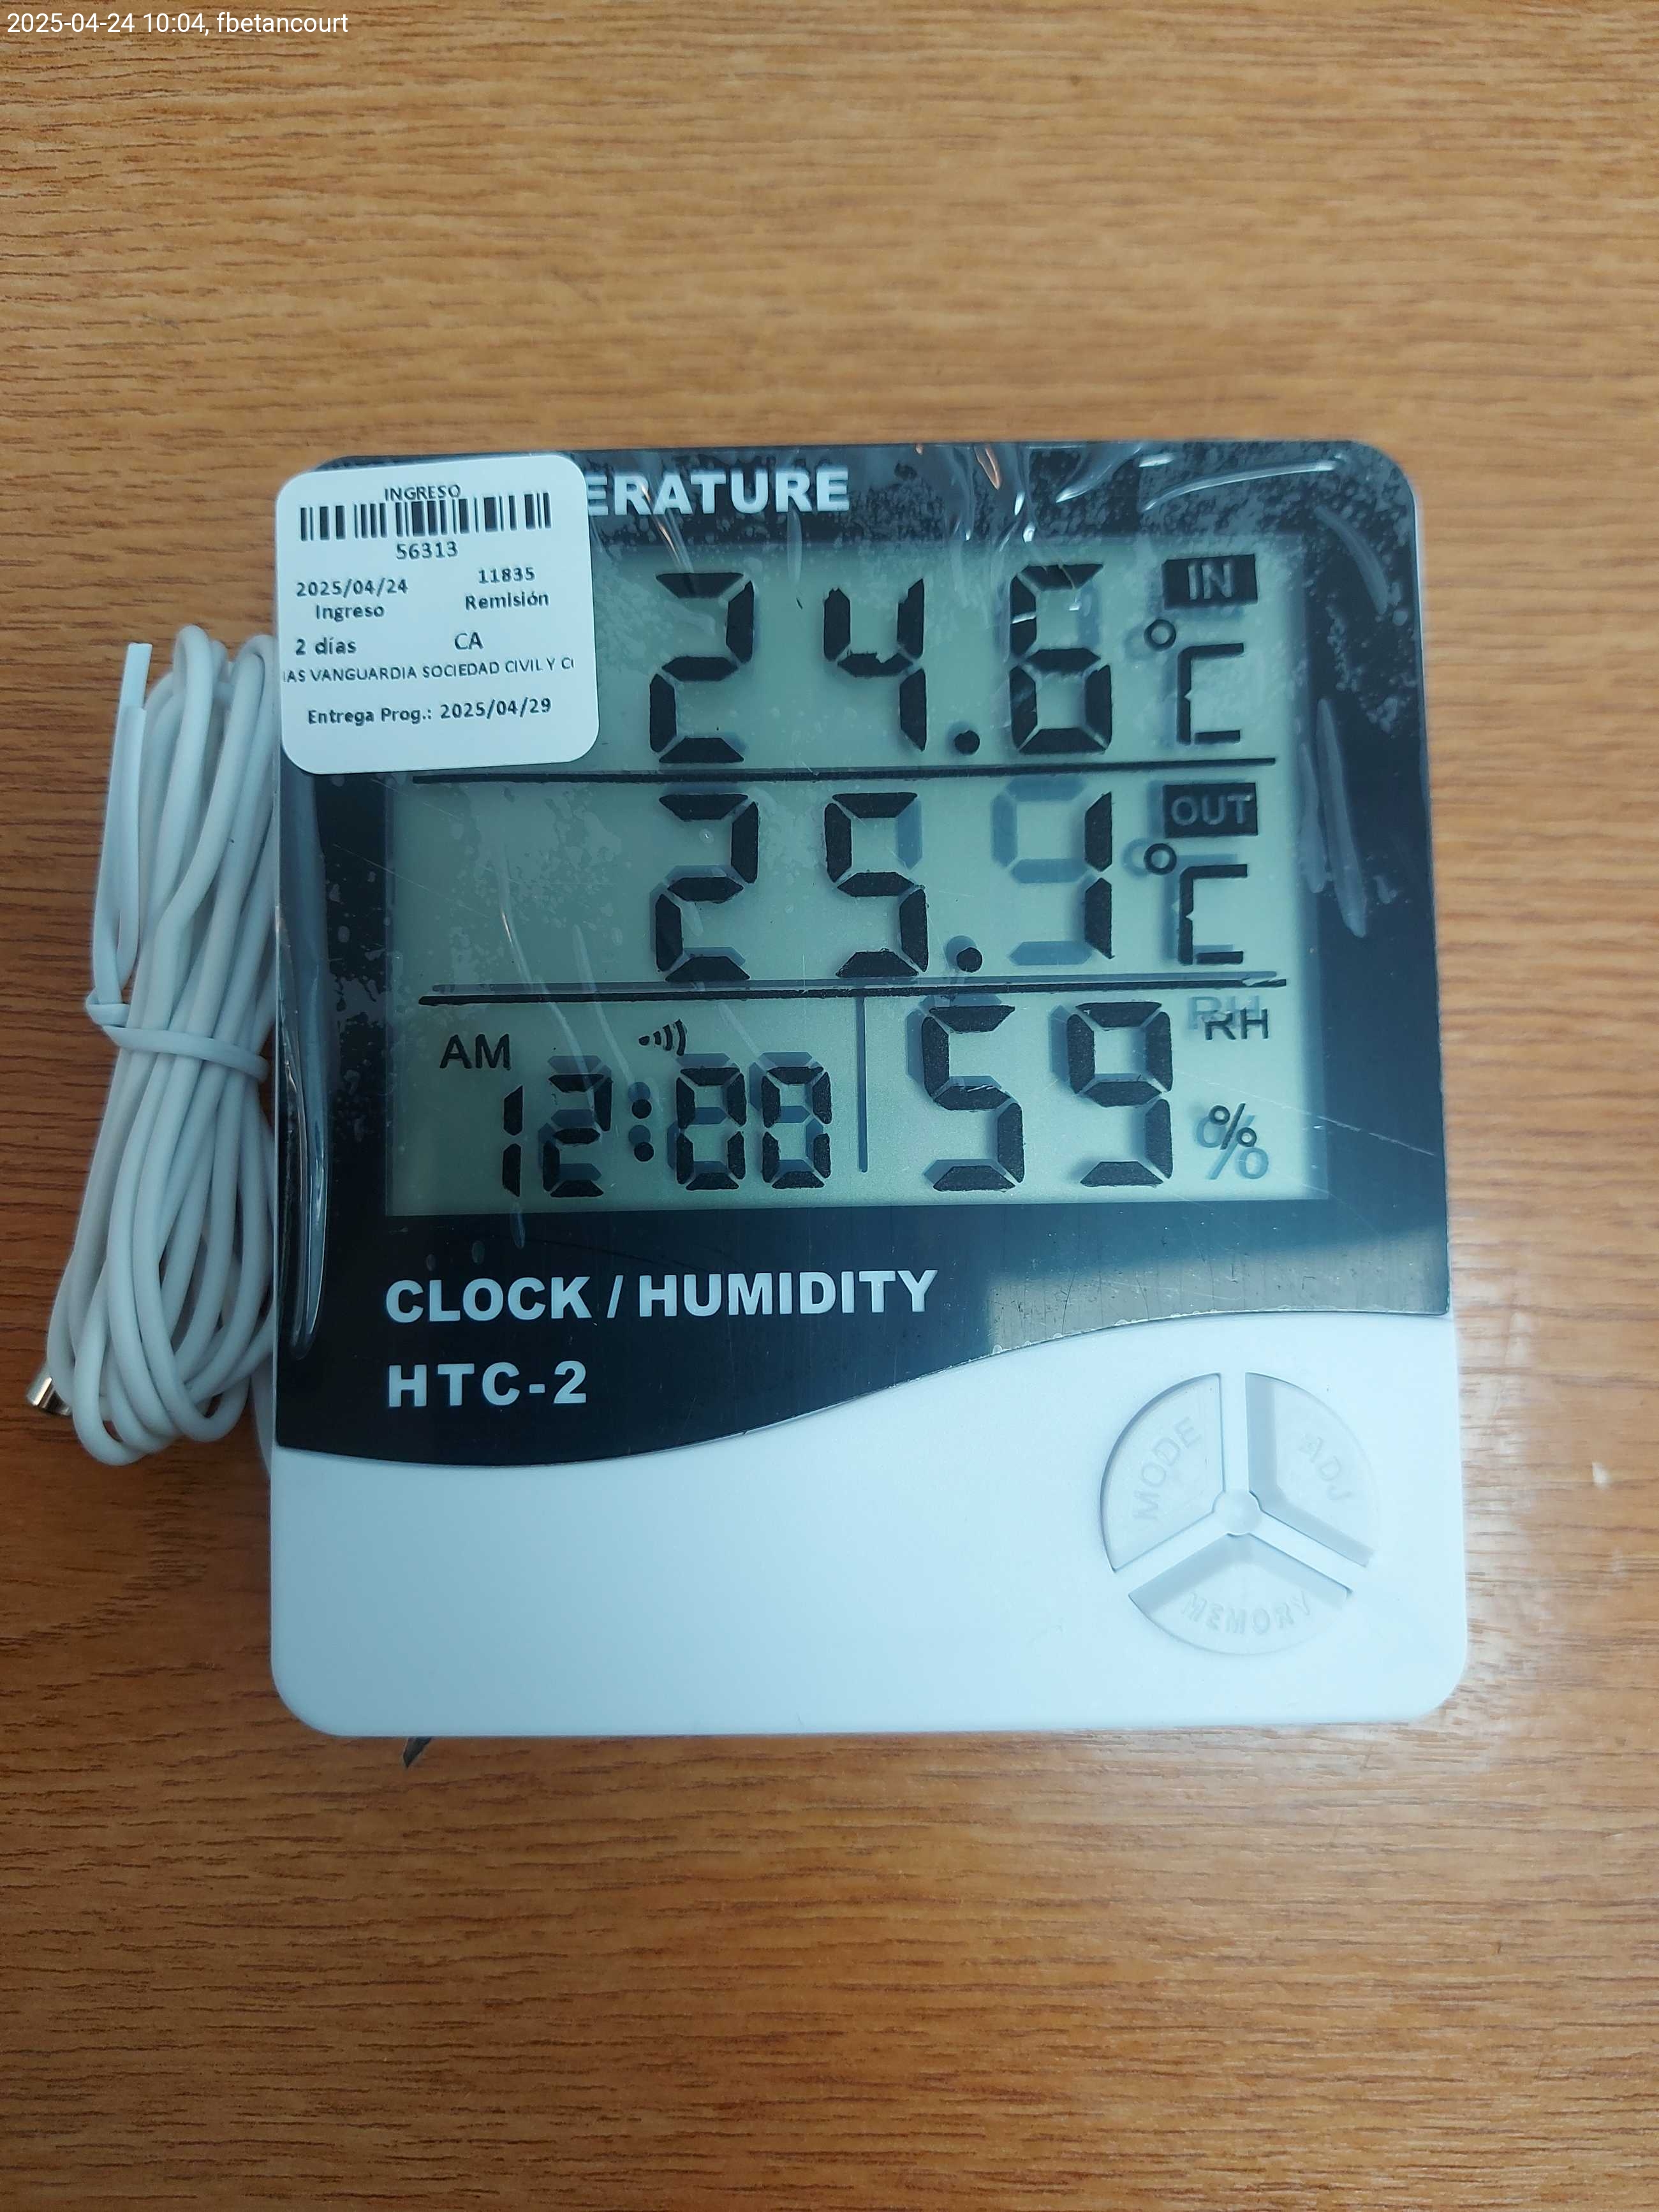 2025-04-24 10:04, fbetancourt
INGRESO
56313
2025/04/24 11835
Ingreso Remisión
2 días CA
VANGUARDIA SOCIEDAD CIVIL Y
Entrega Prog.: 2025/04/29
ERATURE
24.6 °C IN
25.1 °C OUT
AM 12:00 59 RH %
CLOCK / HUMIDITY
HTC-2
MODE ADJ
MEMORY